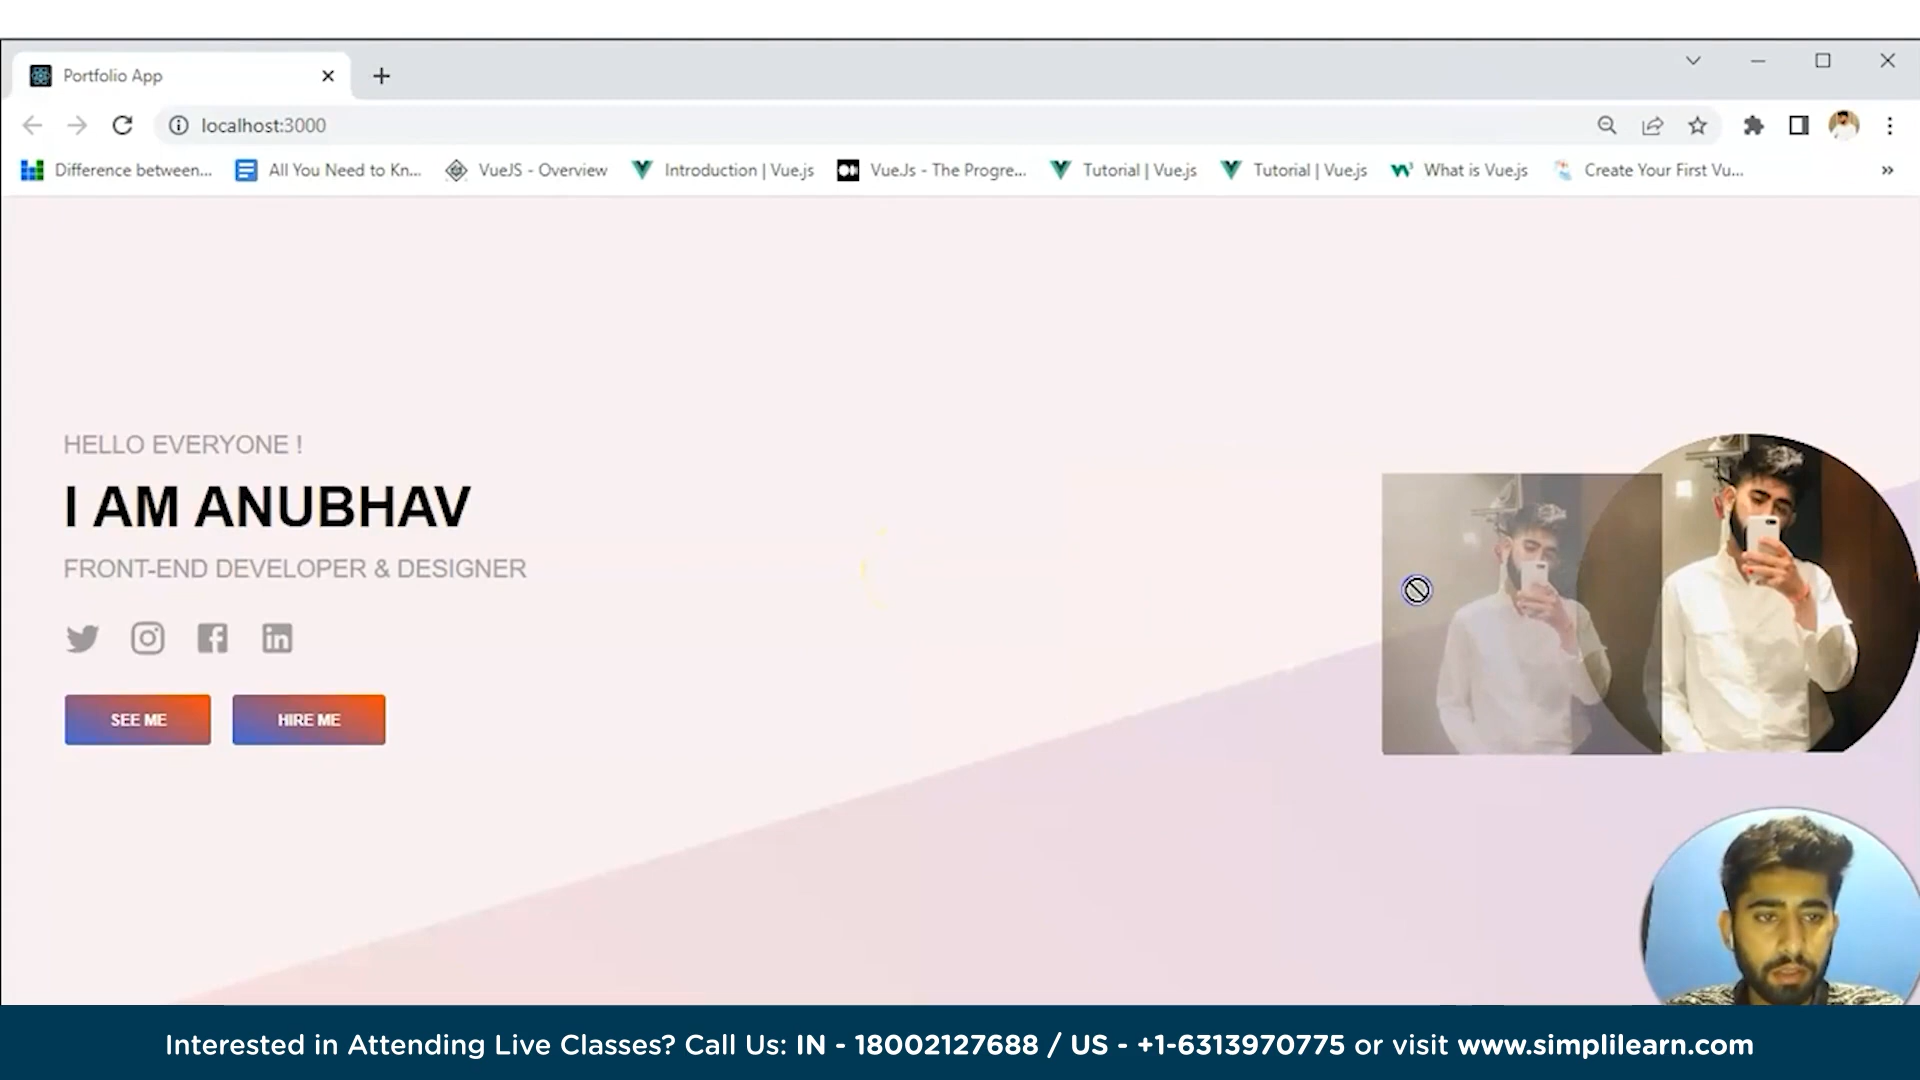 Portfolio App
localhost:3000
Difference between... All You Need to Kn... VueJS - Overview Introduction | Vue.js VueJs - The Progre... Tutorial | Vue.js Tutorial | Vue.js What is Vue.js Create Your First Vu...
HELLO EVERYONE !
I AM ANUBHAV
FRONT-END DEVELOPER & DESIGNER
SEE ME HIRE ME
Interested in Attending Live Classes? Call Us: IN - 18002127688 / US - +1-6313970775 or visit www.simplilearn.com